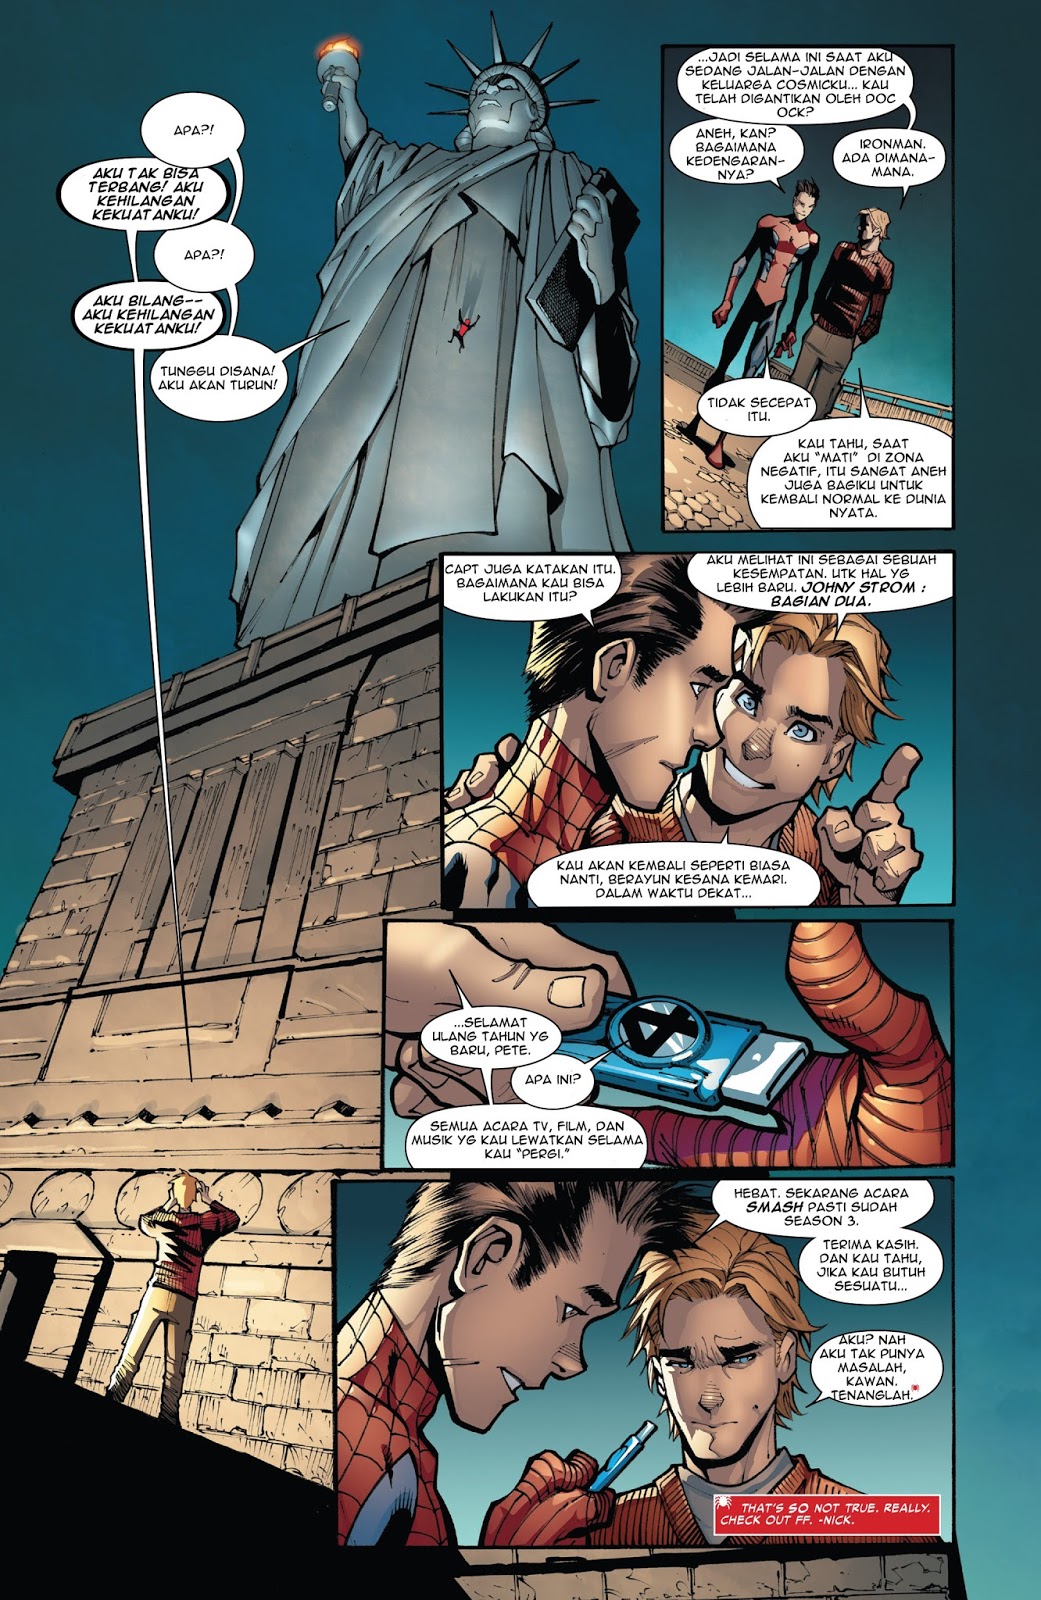 APA?!
AKU TAK BISA
TERBANG! AKU
KEHILANGAN
KEKUATANKU!
APA?!
AKU BILANG--
AKU KEHILANGAN
KEKUATANKU!
TUNGGU DISANA!
AKU AKAN TURUN!
...JADI SELAMA INI SAAT AKU
SEDANG JALAN-JALAN DENGAN
KELUARGA COSMICKU... KAU
TELAH DIGANTIKAN OLEH DOC
OCK?
ANEH, KAN?
BAGAIMANA
KEDENGARAN-
NYA?
IRONMAN.
ADA DIMANA-
MANA.
TIDAK SECEPAT
ITU.
KAU TAHU, SAAT
AKU "MATI" DI ZONA
NEGATIF, ITU SANGAT ANEH
JUGA BAGIKU UNTUK
KEMBALI NORMAL KE DUNIA
NYATA.
CAPT JUGA KATAKAN ITU.
BAGAIMANA KAU BISA
LAKUKAN ITU?
AKU MELIHAT INI SEBAGAI SEBUAH
KESEMPATAN. UTK HAL YG
LEBIH BARU. JOHNY STROM :
BAGIAN DUA.
KAU AKAN KEMBALI SEPERTI BIASA
NANTI, BERAYUN KESANA KEMARI.
DALAM WAKTU DEKAT...
...SELAMAT
ULANG TAHUN YG
BARU, PETE.
APA INI?
SEMUA ACARA TV, FILM, DAN
MUSIK YG KAU LEWATKAN SELAMA
KAU "PERGI."
HEBAT. SEKARANG ACARA
SMASH PASTI SUDAH
SEASON 3.
TERIMA KASIH.
DAN KAU TAHU,
JIKA KAU BUTUH
SESUATU...
AKU? NAH
AKU TAK PUNYA
MASALAH,
KAWAN.
TENANGLAH.
THAT'S SO NOT TRUE. REALLY.
CHECK OUT FF. -NICK.